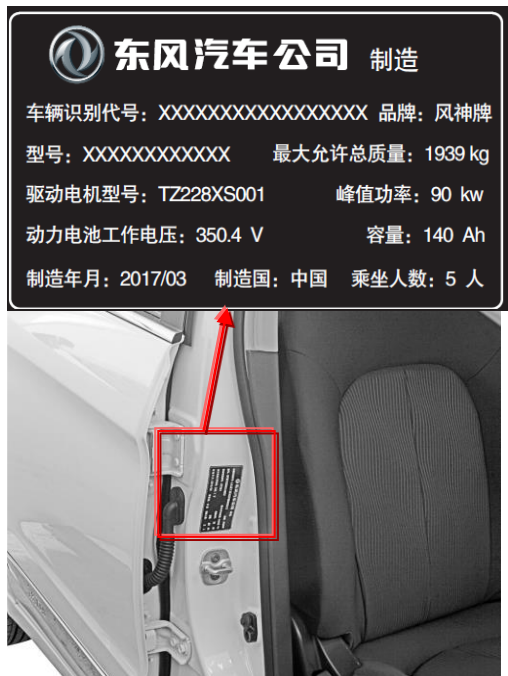 东风汽车公司 制造
车辆识别代号：XXXXXXXXXXXXXXXXX 品牌：风神牌
型号：XXXXXXXXXXXX 最大允许总质量：1939 kg
驱动电机型号：TZ228XS001 峰值功率：90 kw
动力电池工作电压：350.4 V 容量：140 Ah
制造年月：2017/03 制造国：中国 乘坐人数：5 人